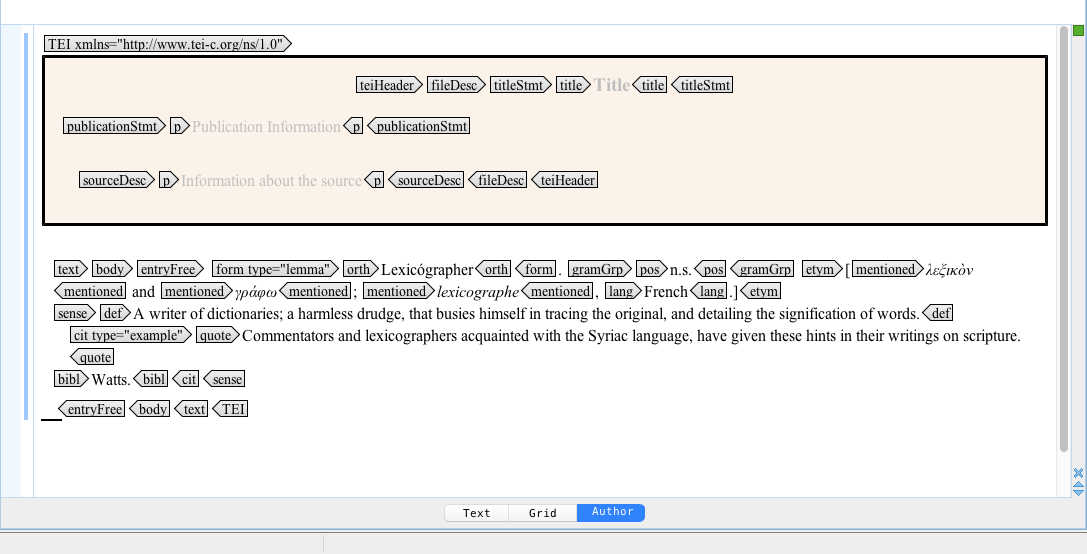 TEI xmlns="http://www.tei-c.org/ns/1.0"
teiHeader fileDesc titleStmt title Title title titleStmt
publicationStmt p Publication Information p publicationStmt
sourceDesc p Information about the source p sourceDesc fileDesc teiHeader
text body entryFree form type="lemma" orth Lexicógrapher orth form . gramGrp pos n.s. pos gramGrp etym [ mentioned λεξικὸν
mentioned and mentioned γράφω mentioned ; mentioned lexicographe mentioned , lang French lang .] etym
sense def A writer of dictionaries; a harmless drudge, that busies himself in tracing the original, and detailing the signification of words. def
cit type="example" quote Commentators and lexicographers acquainted with the Syriac language, have given these hints in their writings on scripture.
quote
bibl Watts. bibl cit sense
entryFree body text TEI
Text Grid Author